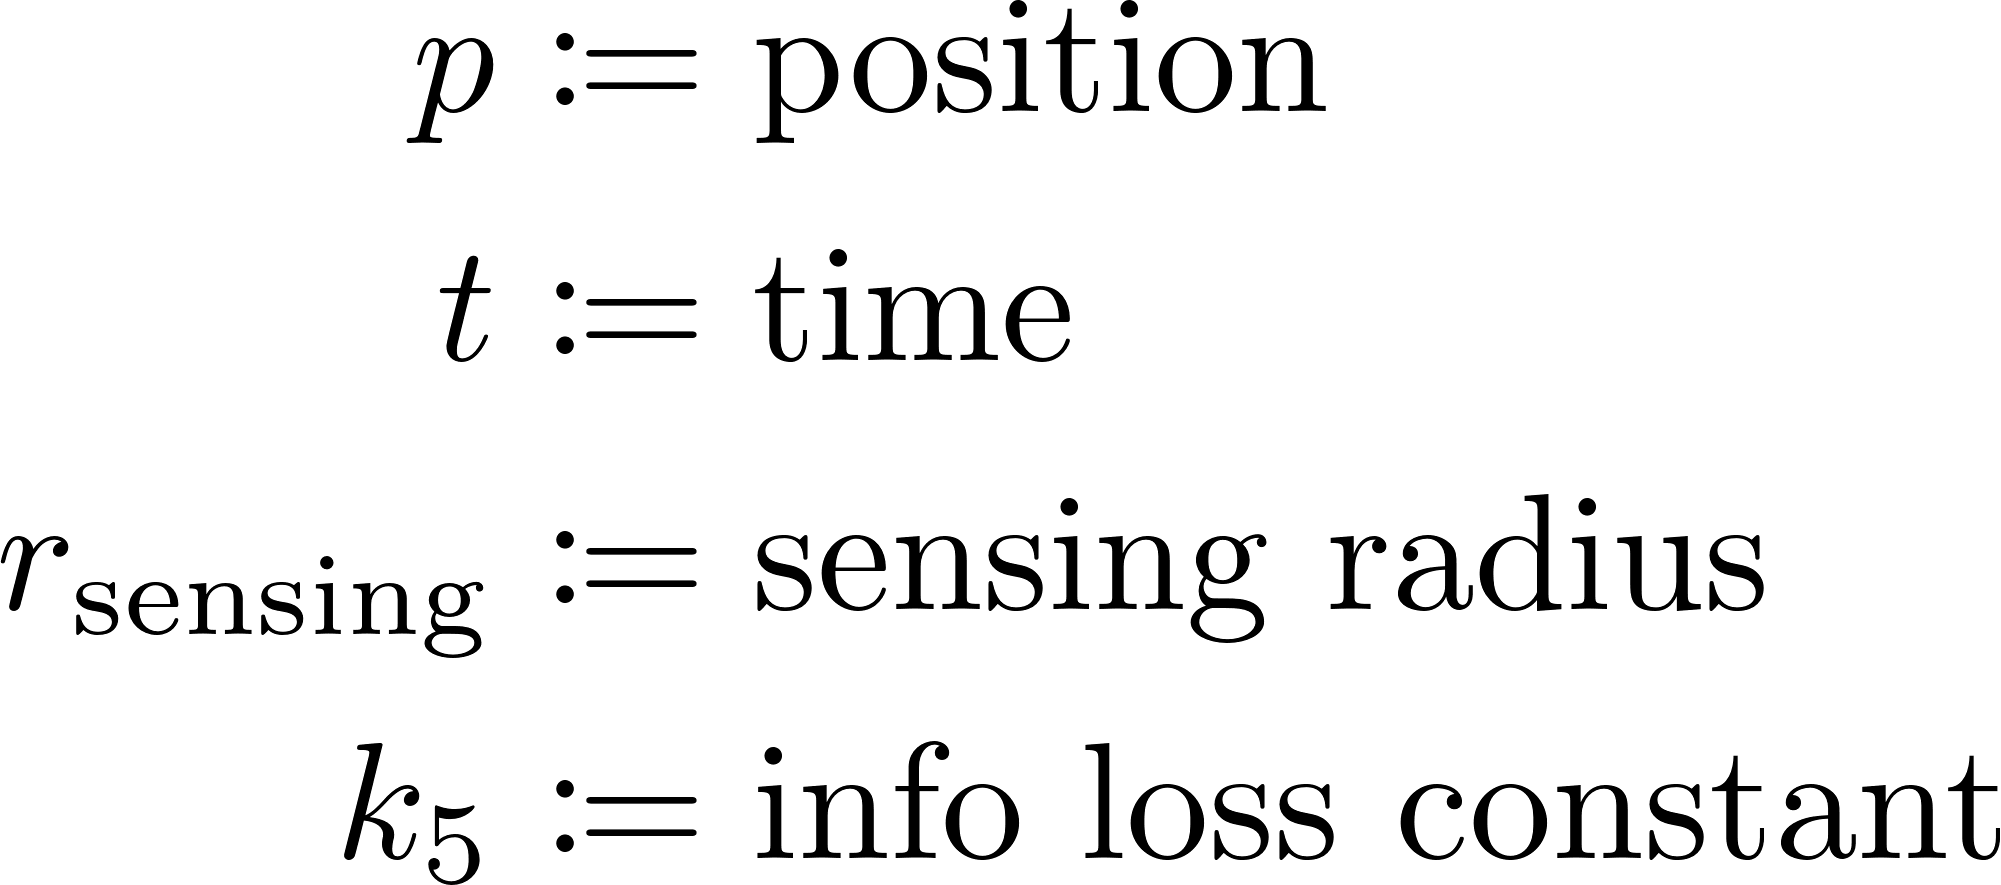 p := position
t := time
r_sensing := sensing radius
k_5 := info loss constant